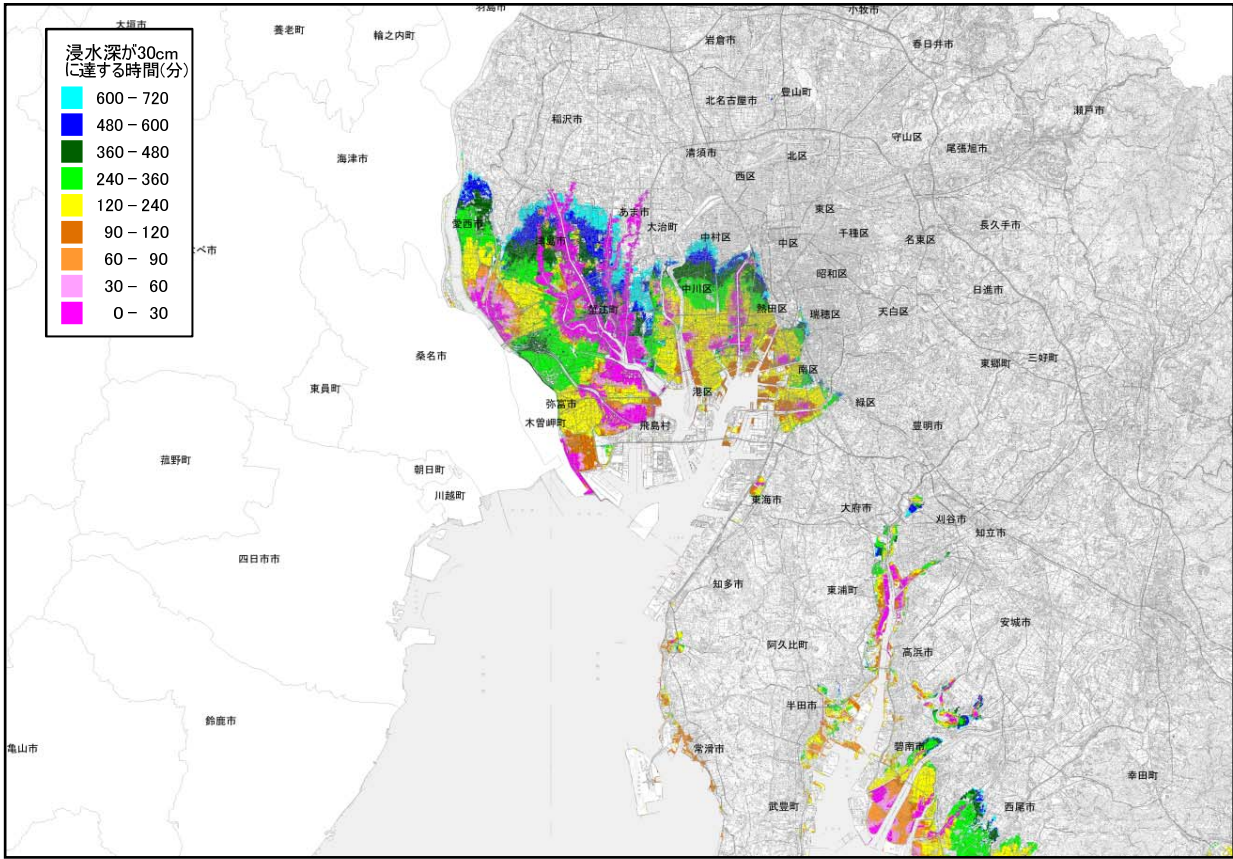 羽島市
小牧市
大垣市
養老町
輪之内町
岩倉市
春日井市
浸水深が30cm
に達する時間(分)
600-720
480-600
360-480
240-360
120-240
90-120
60-90
30-60
0-30
北名古屋市
豊山町
瀬戸市
稲沢市
海津市
清須市
北区
守山区
尾張旭市
西区
愛西市
あま市
大治町
東区
長久手市
津島市
中村区
中区
千種区
名東区
べ市
昭和区
中川区
日進市
蟹江町
熱田区
瑞穂区
天白区
桑名市
三好町
東郷町
南区
東員町
港区
弥富市
緑区
木曽岬町
飛島村
豊明市
菰野町
朝日町
川越町
東海市
大府市
刈谷市
知立市
四日市市
知多市
東浦町
安城市
阿久比町
高浜市
鈴鹿市
半田市
亀山市
常滑市
碧南市
幸田町
武豊町
西尾市